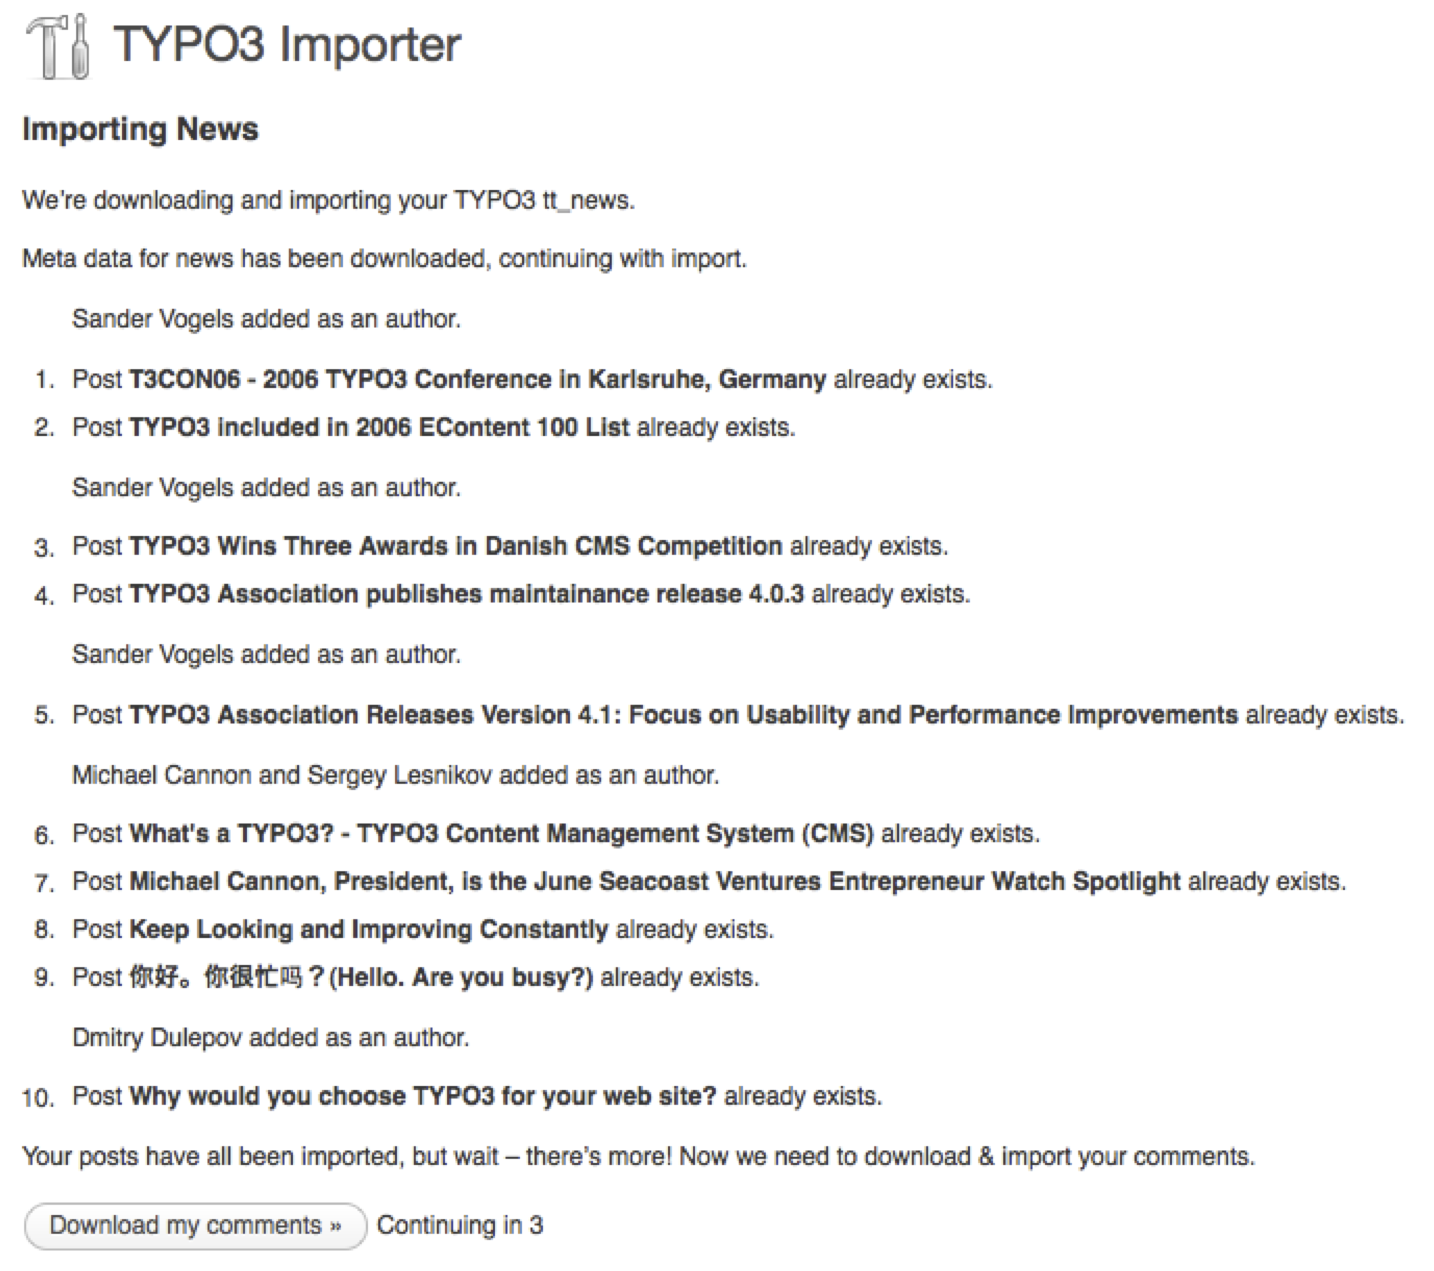 TYPO3 Importer
Importing News
We're downloading and importing your TYPO3 tt_news.
Meta data for news has been downloaded, continuing with import.
Sander Vogels added as an author.
1. Post T3CON06 - 2006 TYPO3 Conference in Karlsruhe, Germany already exists.
2. Post TYPO3 included in 2006 EContent 100 List already exists.
Sander Vogels added as an author.
3. Post TYPO3 Wins Three Awards in Danish CMS Competition already exists.
4. Post TYPO3 Association publishes maintainance release 4.0.3 already exists.
Sander Vogels added as an author.
5. Post TYPO3 Association Releases Version 4.1: Focus on Usability and Performance Improvements already exists.
Michael Cannon and Sergey Lesnikov added as an author.
6. Post What's a TYPO3? - TYPO3 Content Management System (CMS) already exists.
7. Post Michael Cannon, President, is the June Seacoast Ventures Entrepreneur Watch Spotlight already exists.
8. Post Keep Looking and Improving Constantly already exists.
9. Post 你好。你很忙吗？(Hello. Are you busy?) already exists.
Dmitry Dulepov added as an author.
10. Post Why would you choose TYPO3 for your web site? already exists.
Your posts have all been imported, but wait – there’s more! Now we need to download & import your comments.
Download my comments » Continuing in 3